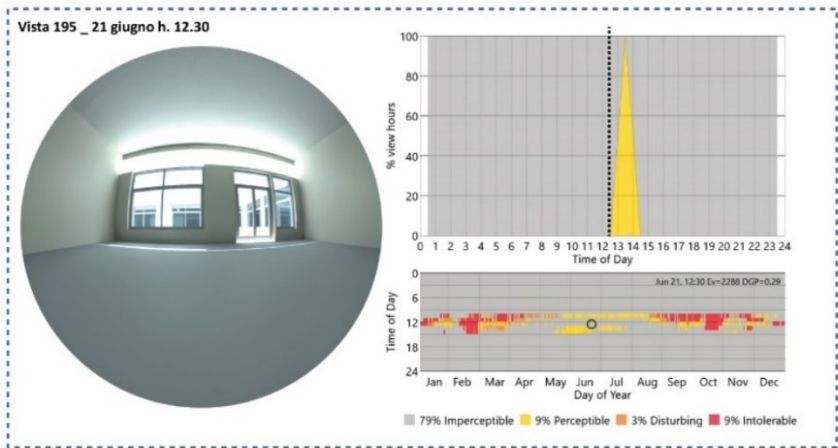 Vista 195 _ 21 giugno h. 12.30
100
80
60
40
20
0
% view hours
0 1 2 3 4 5 6 7 8 9 10 11 12 13 14 15 16 17 18 19 20 21 22 23 24
Time of Day
Jun 21, 12:30 Ev=2288 DGP=0.29
0
6
12
18
24
Time of Day
Jan Feb Mar Apr May Jun Jul Aug Sep Oct Nov Dec
Day of Year
79% Imperceptible 9% Perceptible 3% Disturbing 9% Intolerable